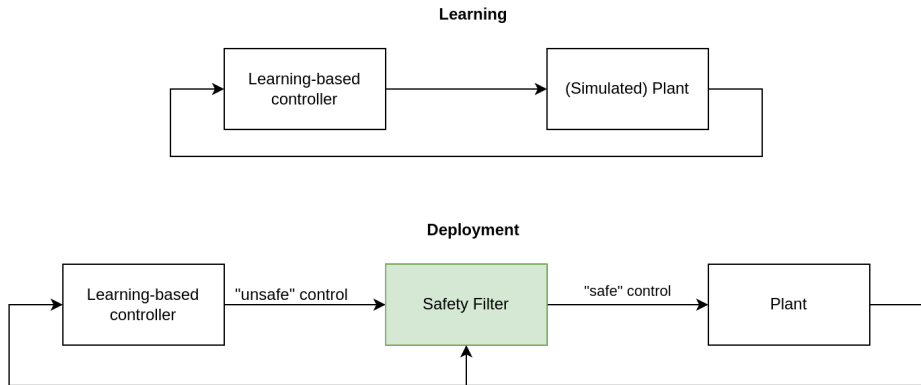 Learning
Learning-based
controller
(Simulated) Plant
Deployment
Learning-based
controller
"unsafe" control
Safety Filter
"safe" control
Plant